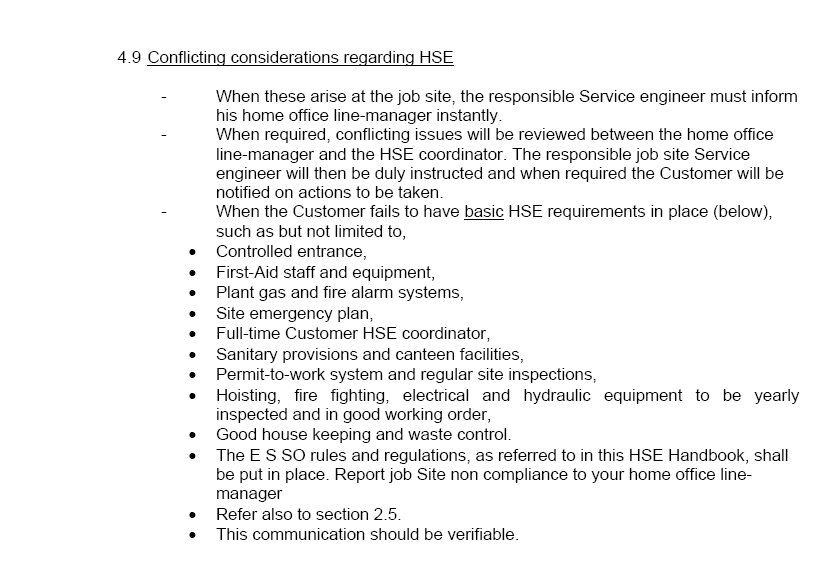 4.9 Conflicting considerations regarding HSE
- When these arise at the job site, the responsible Service engineer must inform
his home office line-manager instantly.
- When required, conflicting issues will be reviewed between the home office
line-manager and the HSE coordinator. The responsible job site Service
engineer will then be duly instructed and when required the Customer will be
notified on actions to be taken.
- When the Customer fails to have basic HSE requirements in place (below),
such as but not limited to,
• Controlled entrance,
• First-Aid staff and equipment,
• Plant gas and fire alarm systems,
• Site emergency plan,
• Full-time Customer HSE coordinator,
• Sanitary provisions and canteen facilities,
• Permit-to-work system and regular site inspections,
• Hoisting, fire fighting, electrical and hydraulic equipment to be yearly
inspected and in good working order,
• Good house keeping and waste control.
• The E S SO rules and regulations, as referred to in this HSE Handbook, shall
be put in place. Report job Site non compliance to your home office line-
manager
• Refer also to section 2.5.
• This communication should be verifiable.